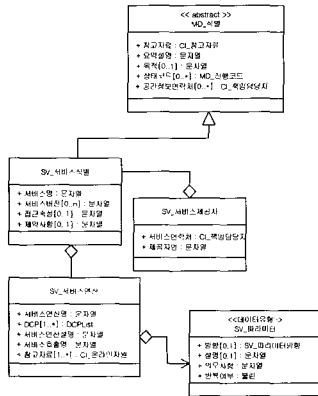 << abstract >>
MD_식별
+ 참고자료 : CI_참고자료
+ 요약설명 : 문자열
+ 목적[0..1] : 문자열
+ 상태코드[0..*] : MD_진행코드
+ 공간정보연락처[0..*] : CI_책임담당자
SV_서비스식별
+ 서비스명 : 문자열
+ 서비스버전[0..n] : 문자열
+ 접근속성[0..1] : 문자열
+ 제약사항[0..1] : 문자열
SV_서비스제공자
+ 서비스연락처 : CI_책임담당자
+ 제공자명 : 문자열
SV_서비스연산
+ 서비스연산명 : 문자열
+ DCP[1..*] : DCPList
+ 서비스연산설명 : 문자열
+ 서비스호출명 : 문자열
+ 참고자료[1..*] : CI_온라인자원
<<데이터유형>>
SV_파라미터
+ 방향[0..1] : SV_파라미터방향
+ 설명[0..1] : 문자열
+ 의무사항 : 문자열
+ 반복여부 : 불린